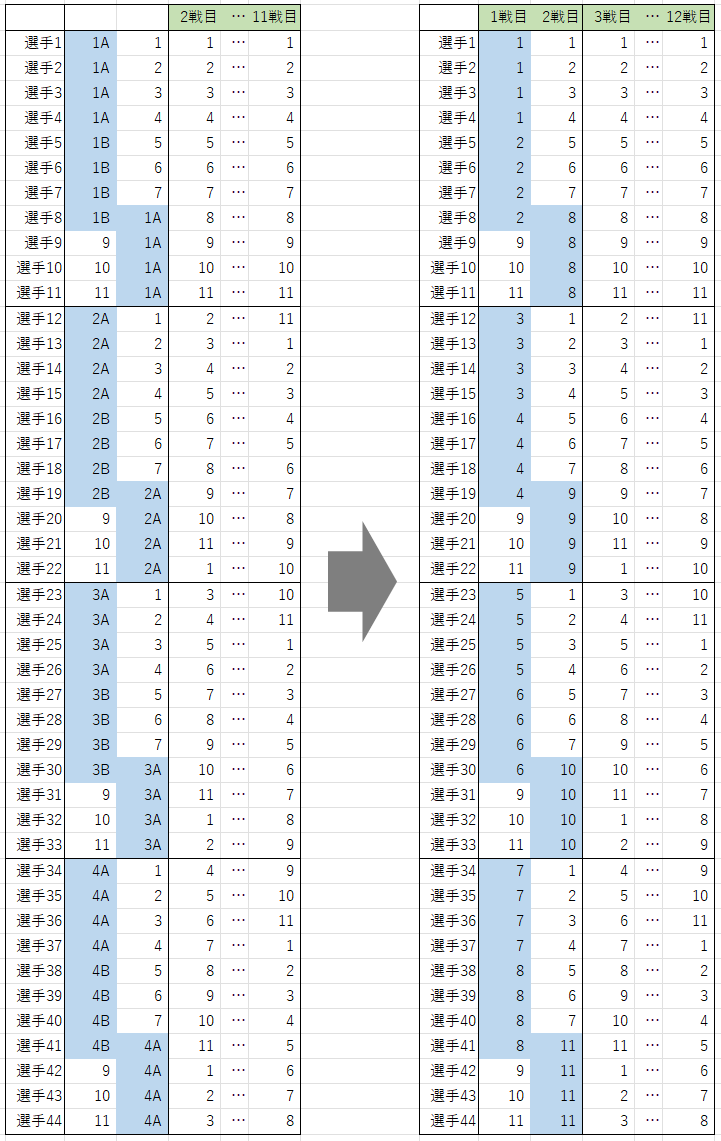 2戦目 … 11戦目 1戦目 2戦目 3戦目 … 12戦目
選手1 1A 1 1 … 1 選手1 1 1 1 … 1
選手2 1A 2 2 … 2 選手2 1 2 2 … 2
選手3 1A 3 3 … 3 選手3 1 3 3 … 3
選手4 1A 4 4 … 4 選手4 1 4 4 … 4
選手5 1B 5 5 … 5 選手5 2 5 5 … 5
選手6 1B 6 6 … 6 選手6 2 6 6 … 6
選手7 1B 7 7 … 7 選手7 2 7 7 … 7
選手8 1B 1A 8 … 8 選手8 2 8 8 … 8
選手9 9 1A 9 … 9 選手9 9 8 9 … 9
選手10 10 1A 10 … 10 選手10 10 8 10 … 10
選手11 11 1A 11 … 11 選手11 11 8 11 … 11
選手12 2A 1 2 … 11 選手12 3 1 2 … 11
選手13 2A 2 3 … 1 選手13 3 2 3 … 1
選手14 2A 3 4 … 2 選手14 3 3 4 … 2
選手15 2A 4 5 … 3 選手15 3 4 5 … 3
選手16 2B 5 6 … 4 選手16 4 5 6 … 4
選手17 2B 6 7 … 5 選手17 4 6 7 … 5
選手18 2B 7 8 … 6 選手18 4 7 8 … 6
選手19 2B 2A 9 … 7 選手19 4 9 9 … 7
選手20 9 2A 10 … 8 選手20 9 9 10 … 8
選手21 10 2A 11 … 9 選手21 10 9 11 … 9
選手22 11 2A 1 … 10 選手22 11 9 1 … 10
選手23 3A 1 3 … 10 選手23 5 1 3 … 10
選手24 3A 2 4 … 11 選手24 5 2 4 … 11
選手25 3A 3 5 … 1 選手25 5 3 5 … 1
選手26 3A 4 6 … 2 選手26 5 4 6 … 2
選手27 3B 5 7 … 3 選手27 6 5 7 … 3
選手28 3B 6 8 … 4 選手28 6 6 8 … 4
選手29 3B 7 9 … 5 選手29 6 7 9 … 5
選手30 3B 3A 10 … 6 選手30 6 10 10 … 6
選手31 9 3A 11 … 7 選手31 9 10 11 … 7
選手32 10 3A 1 … 8 選手32 10 10 1 … 8
選手33 11 3A 2 … 9 選手33 11 10 2 … 9
選手34 4A 1 4 … 9 選手34 7 1 4 … 9
選手35 4A 2 5 … 10 選手35 7 2 5 … 10
選手36 4A 3 6 … 11 選手36 7 3 6 … 11
選手37 4A 4 7 … 1 選手37 7 4 7 … 1
選手38 4B 5 8 … 2 選手38 8 5 8 … 2
選手39 4B 6 9 … 3 選手39 8 6 9 … 3
選手40 4B 7 10 … 4 選手40 8 7 10 … 4
選手41 4B 4A 11 … 5 選手41 8 11 11 … 5
選手42 9 4A 1 … 6 選手42 9 11 1 … 6
選手43 10 4A 2 … 7 選手43 10 11 2 … 7
選手44 11 4A 3 … 8 選手44 11 11 3 … 8